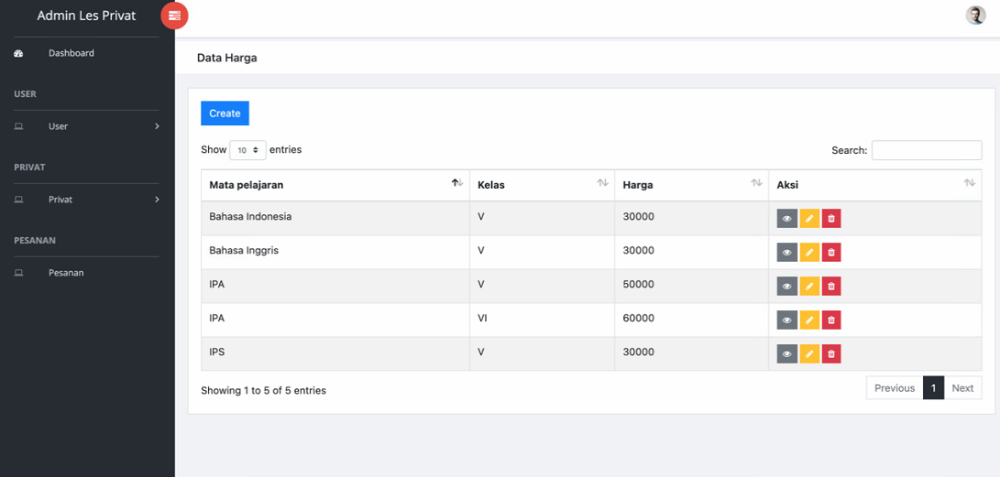 Admin Les Privat
Dashboard
USER
User
PRIVAT
Privat
PESANAN
Pesanan
Data Harga
Create
Show 10 entries
Search:
Mata pelajaran Kelas Harga Aksi
Bahasa Indonesia V 30000
Bahasa Inggris V 30000
IPA V 50000
IPA VI 60000
IPS V 30000
Showing 1 to 5 of 5 entries
Previous 1 Next